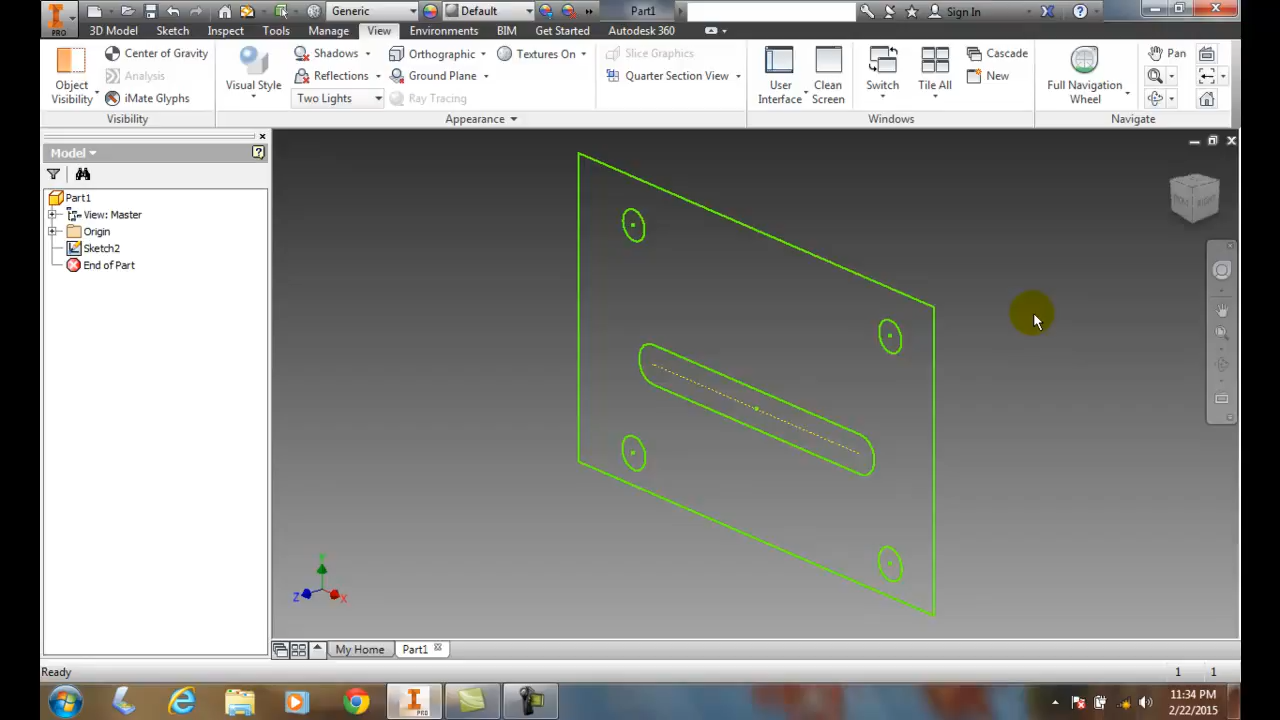 Generic
Default
Part1
Sign In
PRO
3D Model
Sketch
Inspect
Tools
Manage
View
Environments
BIM
Get Started
Autodesk 360
Object Visibility
Center of Gravity
Analysis
iMate Glyphs
Visibility
Visual Style
Shadows
Reflections
Two Lights
Orthographic
Ground Plane
Ray Tracing
Textures On
Appearance
Slice Graphics
Quarter Section View
User Interface
Clean Screen
Switch
Tile All
Cascade
New
Windows
Full Navigation Wheel
Pan
Navigate
Model
Part1
View: Master
Origin
Sketch2
End of Part
RIGHT
Y
Z
X
My Home
Part1
Ready
1
1
PRO
11:34 PM
2/22/2015